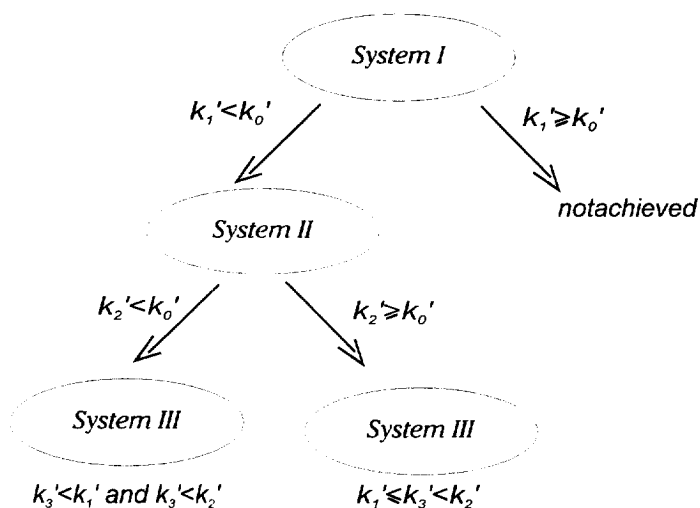 System I
k₁'<k₀' k₁'⩾k₀'
notachieved
System II
k₂'<k₀' k₂'⩾k₀'
System III System III
k₃'<k₁' and k₃'<k₂' k₁'⩽k₃'<k₂'